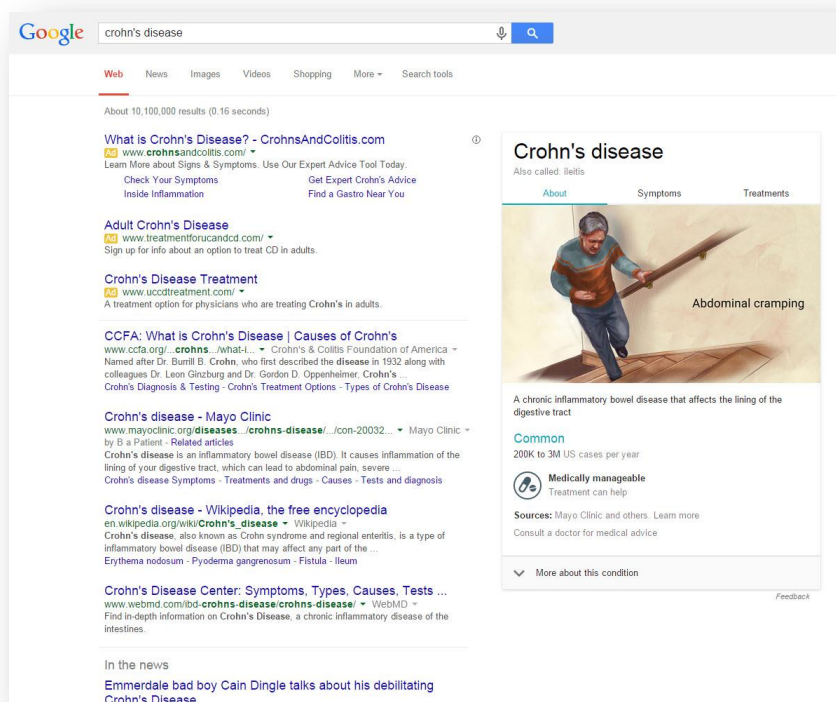 Google
crohn's disease
Web News Images Videos Shopping More Search tools
About 10,100,000 results (0.16 seconds)
What is Crohn's Disease? - CrohnsAndColitis.com
Ad www.crohnsandcolitis.com/
Learn More about Signs & Symptoms. Use Our Expert Advice Tool Today.
Check Your Symptoms Get Expert Crohn's Advice
Inside Inflammation Find a Gastro Near You
Adult Crohn's Disease
Ad www.treatmentforucandcd.com/
Sign up for info about an option to treat CD in adults.
Crohn's Disease Treatment
Ad www.uccdtreatment.com/
A treatment option for physicians who are treating Crohn's in adults.
CCFA: What is Crohn's Disease | Causes of Crohn's
www.ccfa.org/...crohns.../what-i... Crohn's & Colitis Foundation of America
Named after Dr. Burrill B. Crohn, who first described the disease in 1932 along with
colleagues Dr. Leon Ginzburg and Dr. Gordon D. Oppenheimer, Crohn's ...
Crohn's Diagnosis & Testing - Crohn's Treatment Options - Types of Crohn's Disease
Crohn's disease - Mayo Clinic
www.mayoclinic.org/diseases.../crohns-disease/.../con-20032... Mayo Clinic
by B a Patient - Related articles
Crohn's disease is an inflammatory bowel disease (IBD). It causes inflammation of the
lining of your digestive tract, which can lead to abdominal pain, severe ...
Crohn's disease Symptoms - Treatments and drugs - Causes - Tests and diagnosis
Crohn's disease - Wikipedia, the free encyclopedia
en.wikipedia.org/wiki/Crohn's_disease Wikipedia
Crohn's disease, also known as Crohn syndrome and regional enteritis, is a type of
inflammatory bowel disease (IBD) that may affect any part of the ...
Erythema nodosum - Pyoderma gangrenosum - Fistula - Ileum
Crohn's Disease Center: Symptoms, Types, Causes, Tests ...
www.webmd.com/ibd-crohns-disease/crohns-disease/ WebMD
Find in-depth information on Crohn's Disease, a chronic inflammatory disease of the
intestines.
In the news
Emmerdale bad boy Cain Dingle talks about his debilitating
Crohn's Disease
Crohn's disease
Also called: ileitis
About Symptoms Treatments
Abdominal cramping
A chronic inflammatory bowel disease that affects the lining of the
digestive tract
Common
200K to 3M US cases per year
Medically manageable
Treatment can help
Sources: Mayo Clinic and others. Learn more
Consult a doctor for medical advice
More about this condition
Feedback